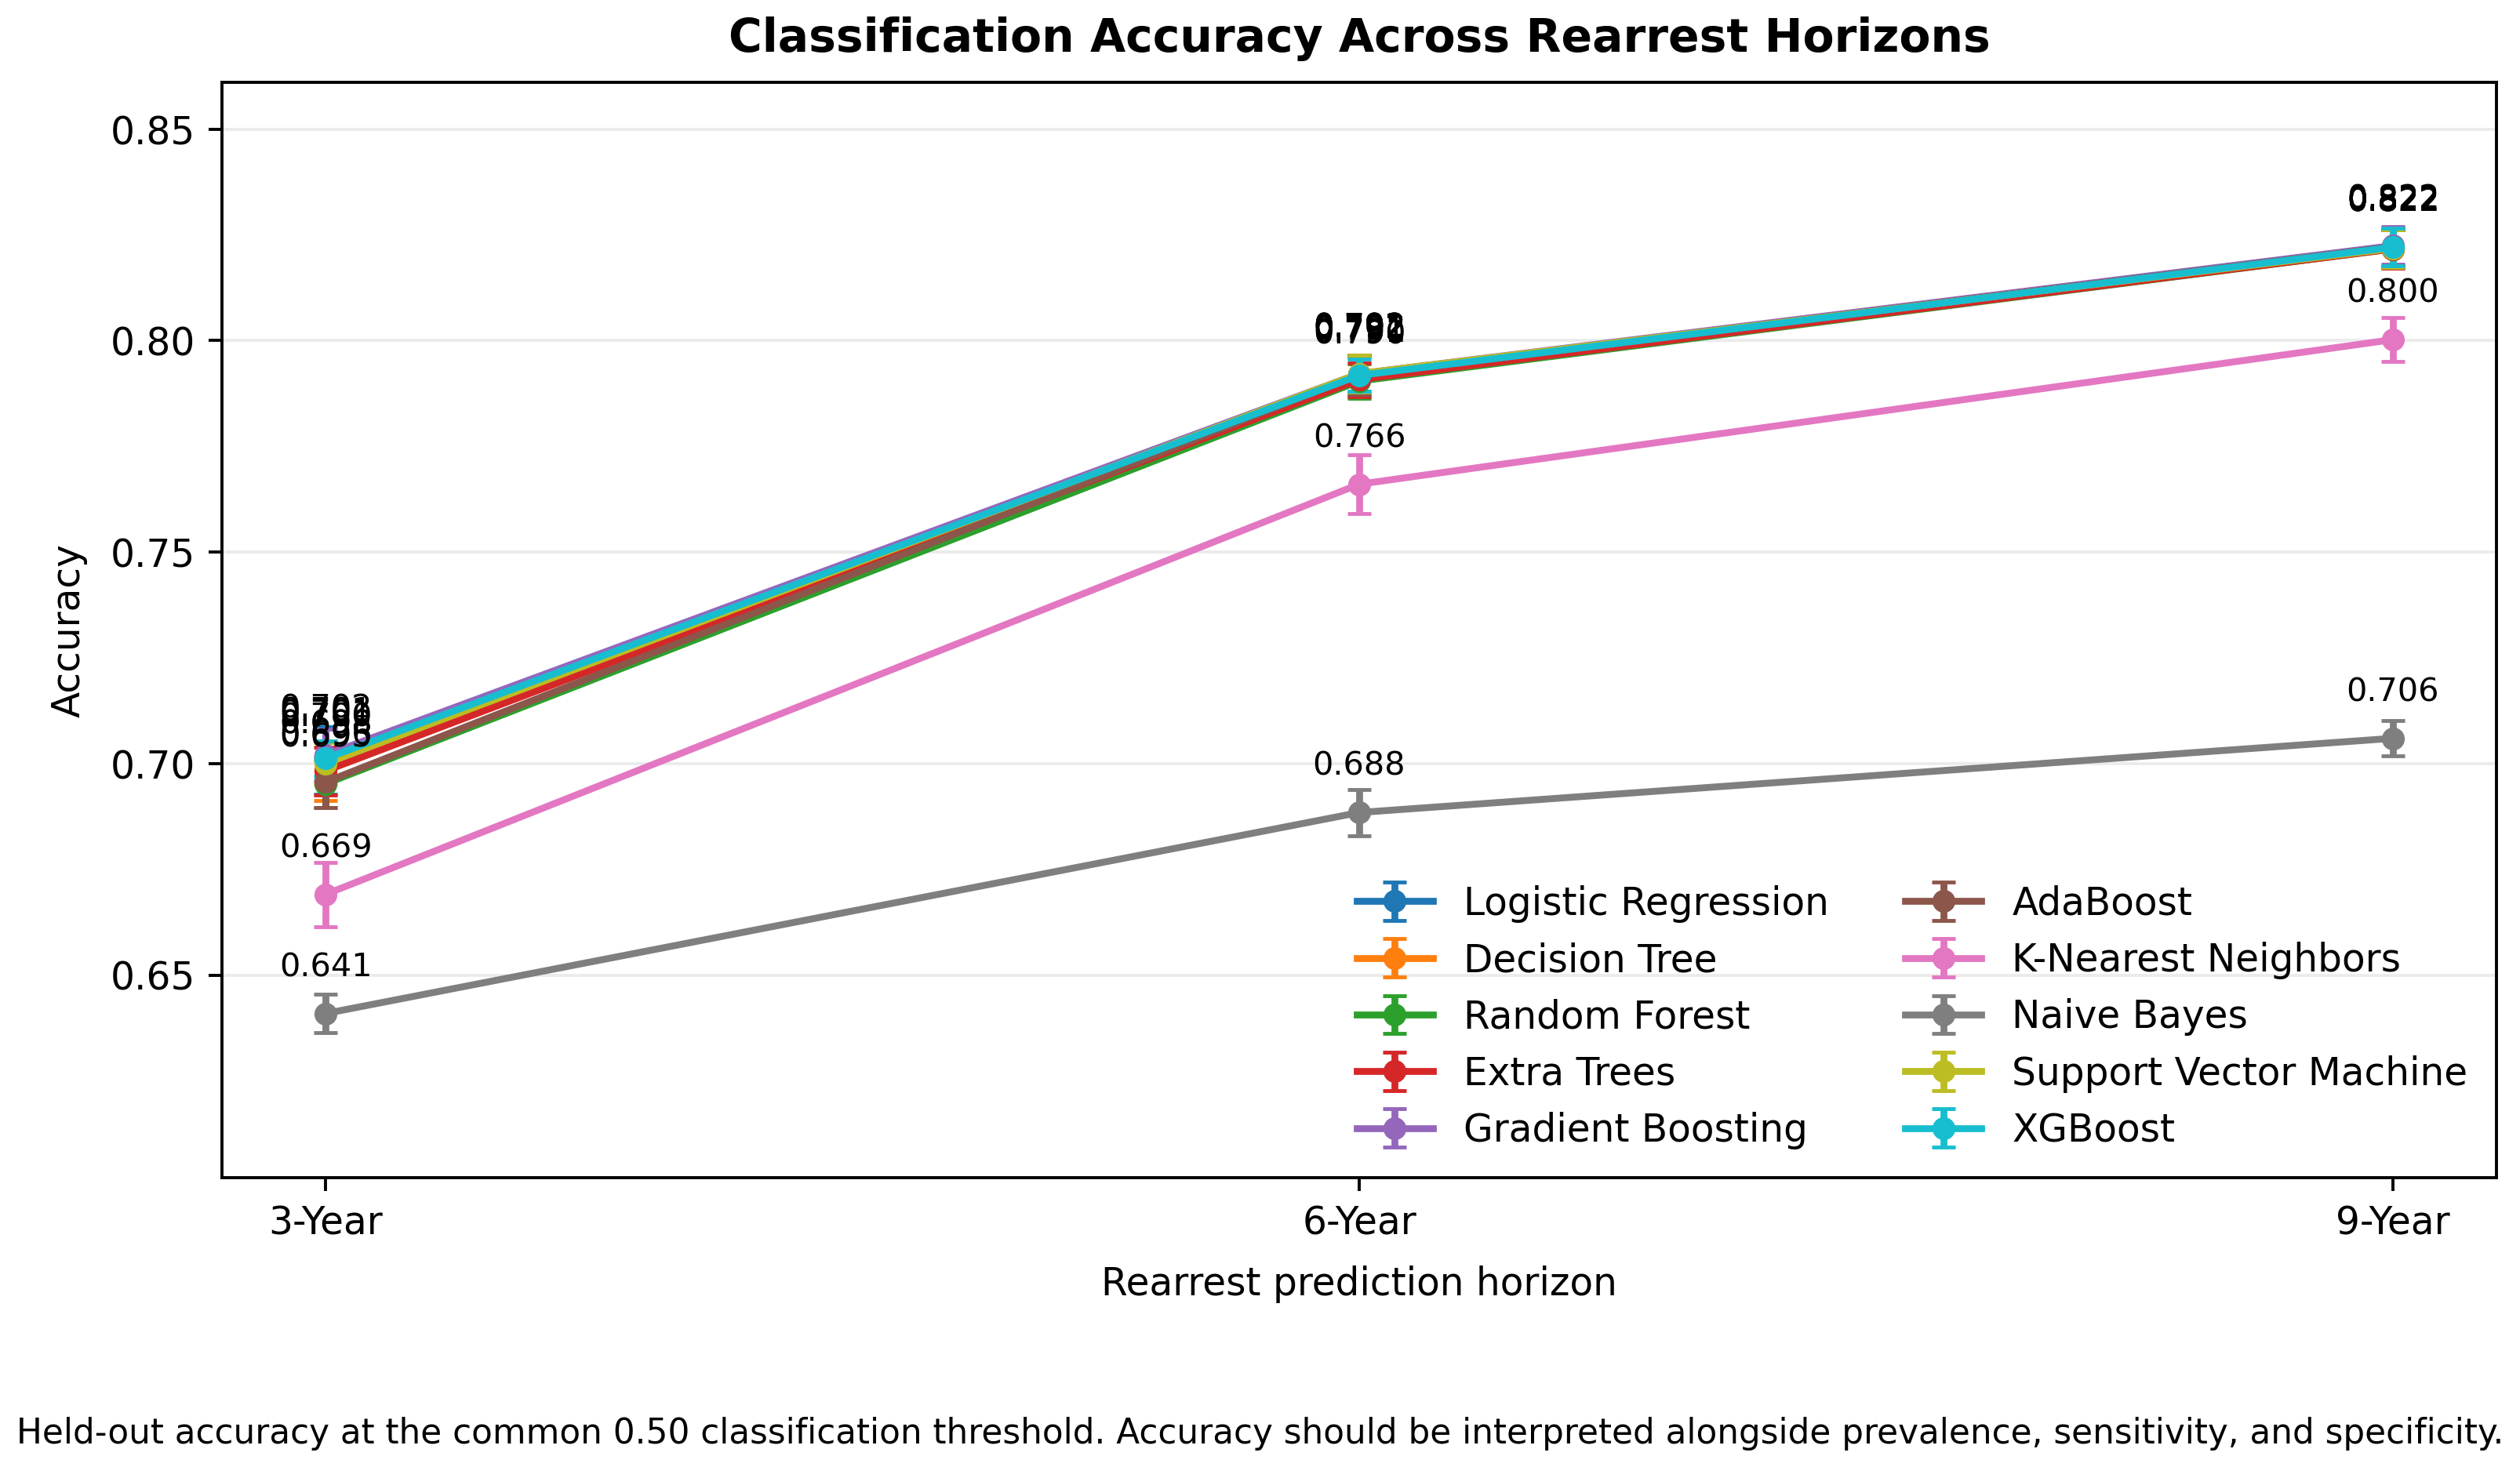 Classification Accuracy Across Rearrest Horizons
0.85
0.822
0.800
0.80
0.766
0.75
Accuracy
0.706
0.70
0.688
0.669
0.641
0.65
Logistic Regression
Decision Tree
Random Forest
Extra Trees
Gradient Boosting
AdaBoost
K-Nearest Neighbors
Naive Bayes
Support Vector Machine
XGBoost
3-Year
6-Year
9-Year
Rearrest prediction horizon
Held-out accuracy at the common 0.50 classification threshold. Accuracy should be interpreted alongside prevalence, sensitivity, and specificity.